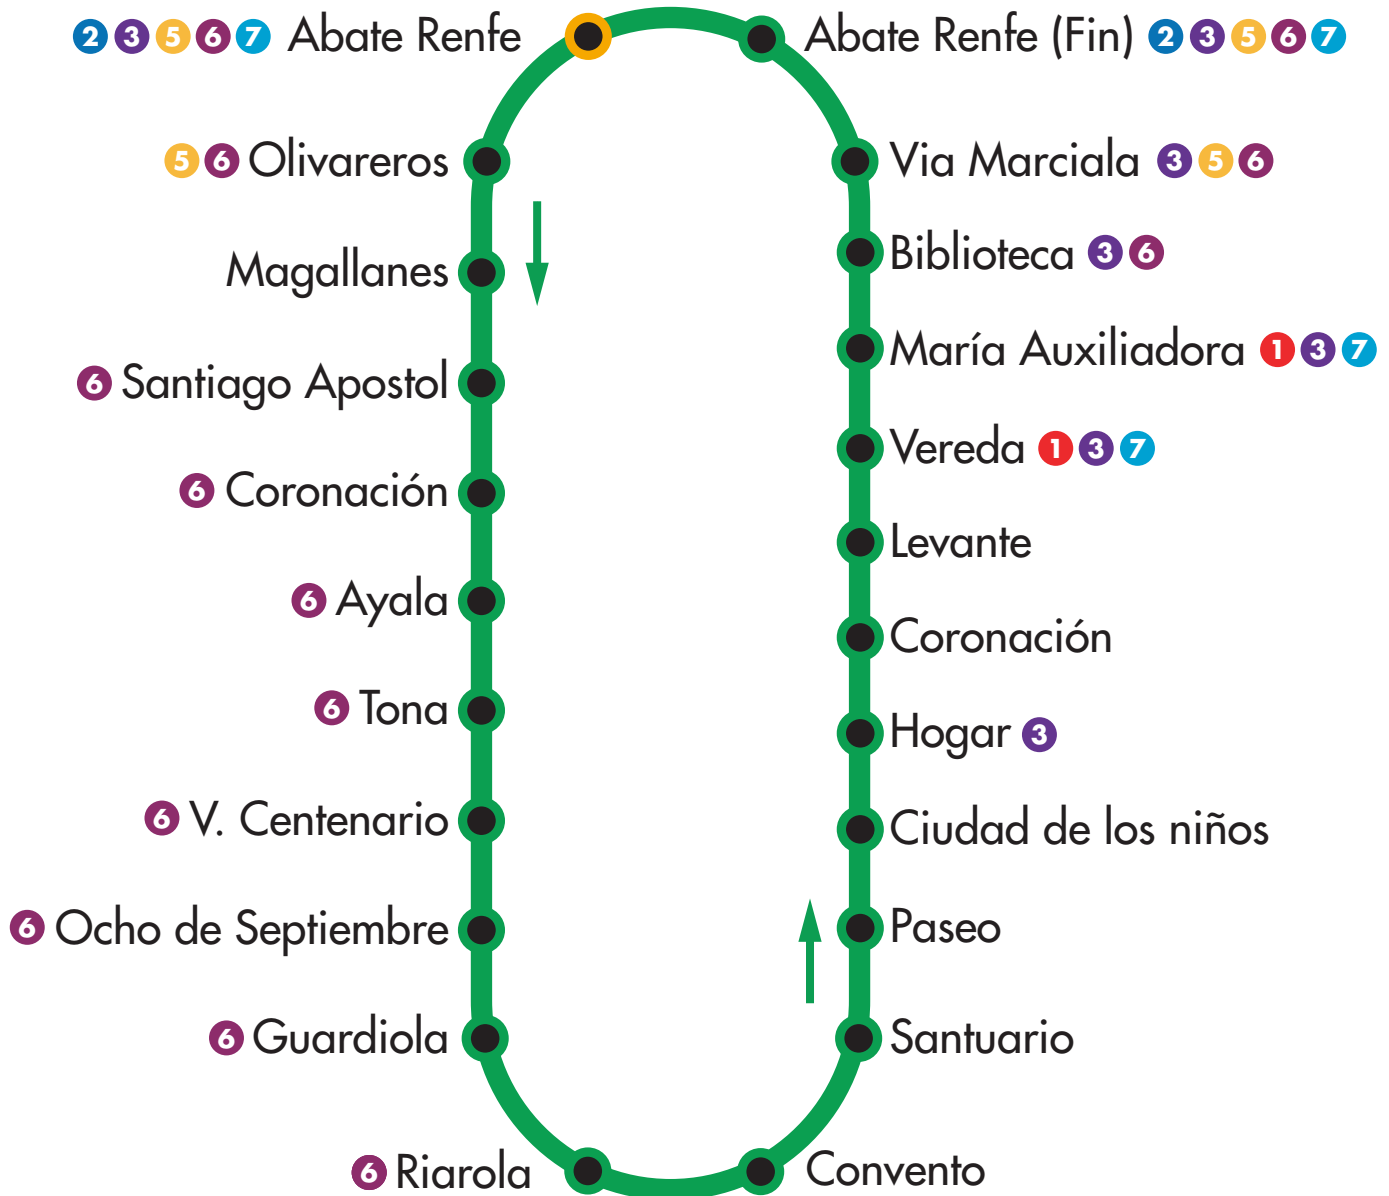 2 3 5 6 7 Abate Renfe
Abate Renfe (Fin) 2 3 5 6 7
5 6 Olivareros
Via Marciala 3 5 6
Magallanes
Biblioteca 3 6
6 Santiago Apostol
María Auxiliadora 1 3 7
6 Coronación
Vereda 1 3 7
6 Ayala
Levante
6 Tona
Coronación
6 V. Centenario
Hogar 3
6 Ocho de Septiembre
Ciudad de los niños
6 Guardiola
Paseo
6 Riarola
Santuario
Convento